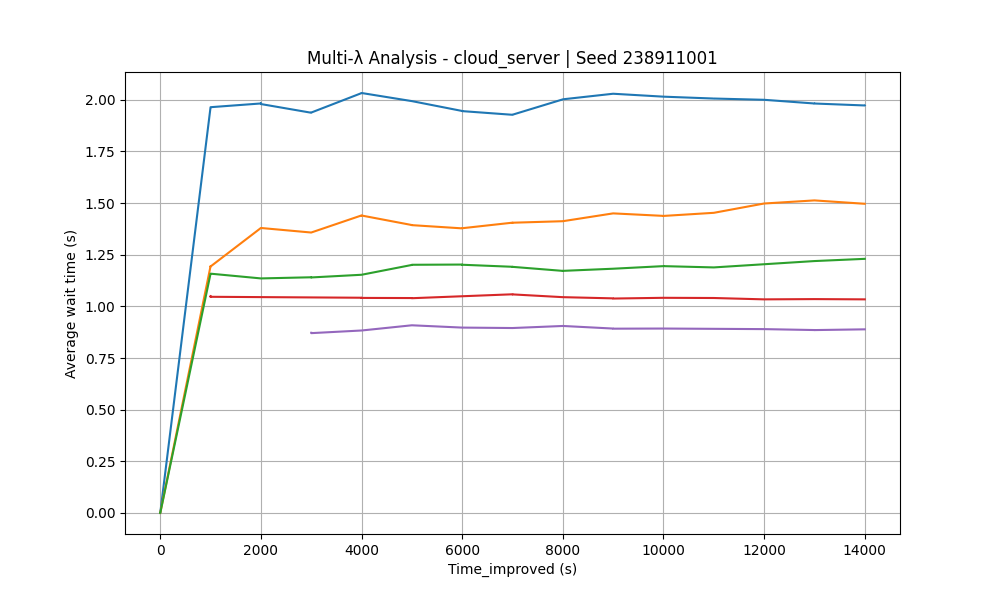 Multi-λ Analysis - cloud_server | Seed 238911001
2.00
1.75
1.50
1.25
1.00
0.75
0.50
0.25
0.00
Average wait time (s)
0 2000 4000 6000 8000 10000 12000 14000
Time_improved (s)